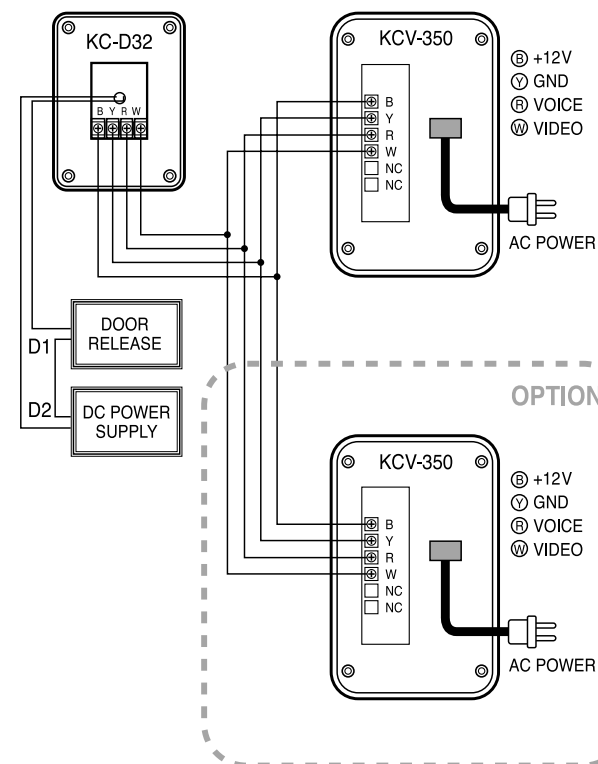 KC-D32
B Y R W
DOOR
RELEASE
D1
D2
DC POWER
SUPPLY
KCV-350
B
Y
R
W
NC
NC
Ⓑ +12V
Ⓨ GND
Ⓡ VOICE
Ⓦ VIDEO
AC POWER
OPTION
KCV-350
B
Y
R
W
NC
NC
Ⓑ +12V
Ⓨ GND
Ⓡ VOICE
Ⓦ VIDEO
AC POWER